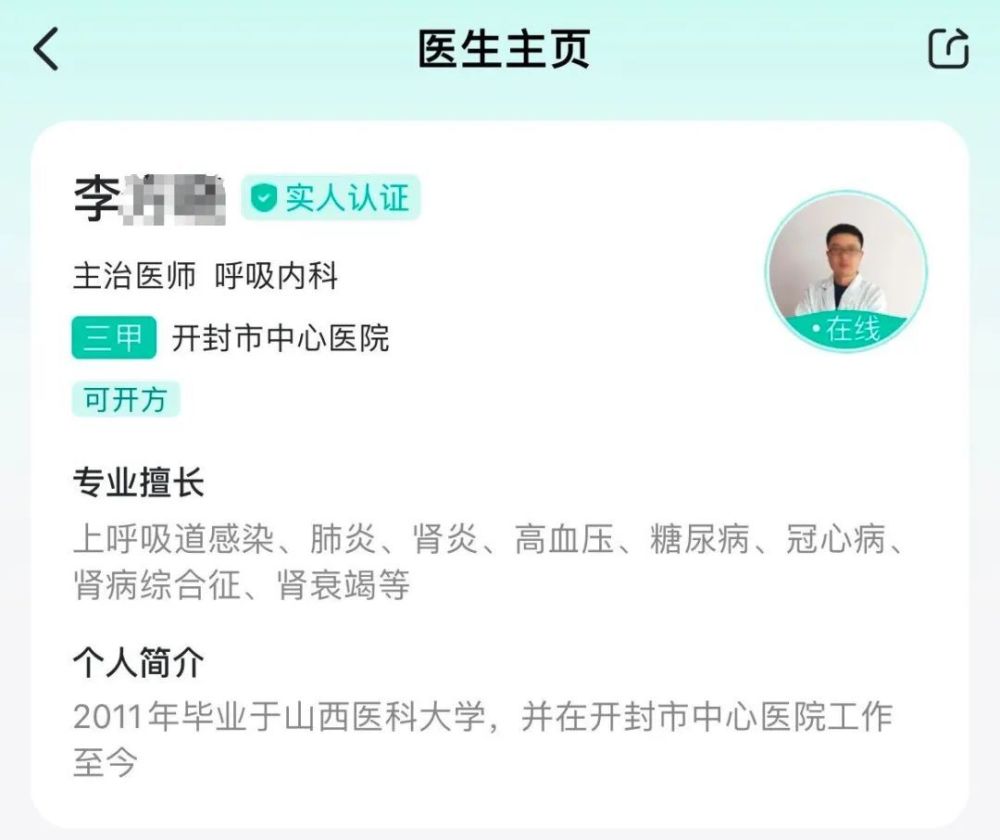 医生主页
李 实人认证
主治医师 呼吸内科
三甲 开封市中心医院
·在线
可开方
专业擅长
上呼吸道感染、肺炎、肾炎、高血压、糖尿病、冠心病、
肾病综合征、肾衰竭等
个人简介
2011年毕业于山西医科大学，并在开封市中心医院工作
至今